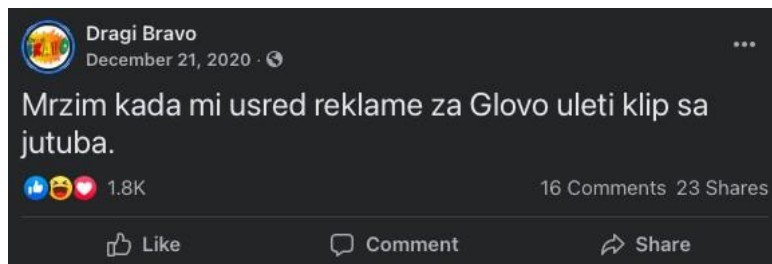 BRAVO
Dragi Bravo
December 21, 2020 ·
Mrzim kada mi usred reklame za Glovo uleti klip sa
jutuba.
1.8K 16 Comments 23 Shares
Like Comment Share